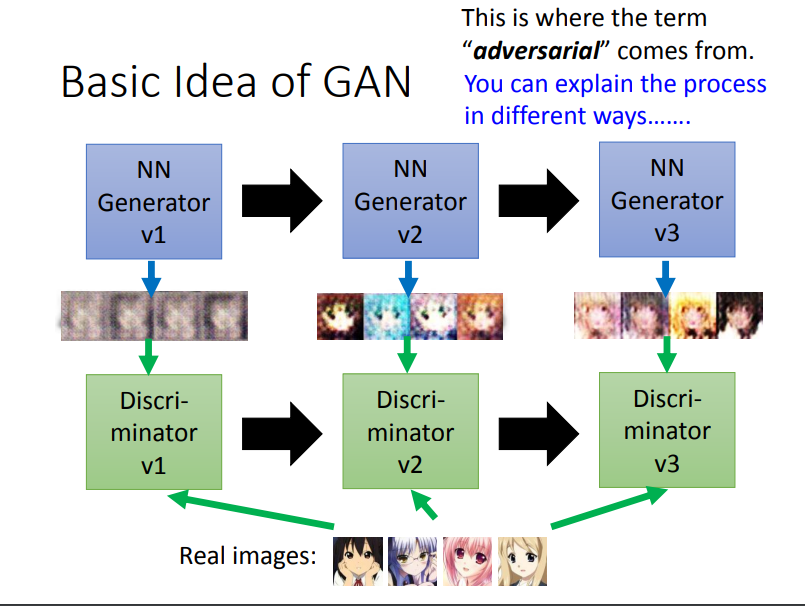 This is where the term
“adversarial” comes from.
You can explain the process
in different ways…….
Basic Idea of GAN
NN
Generator
v1
NN
Generator
v2
NN
Generator
v3
Discri-
minator
v1
Discri-
minator
v2
Discri-
minator
v3
Real images: